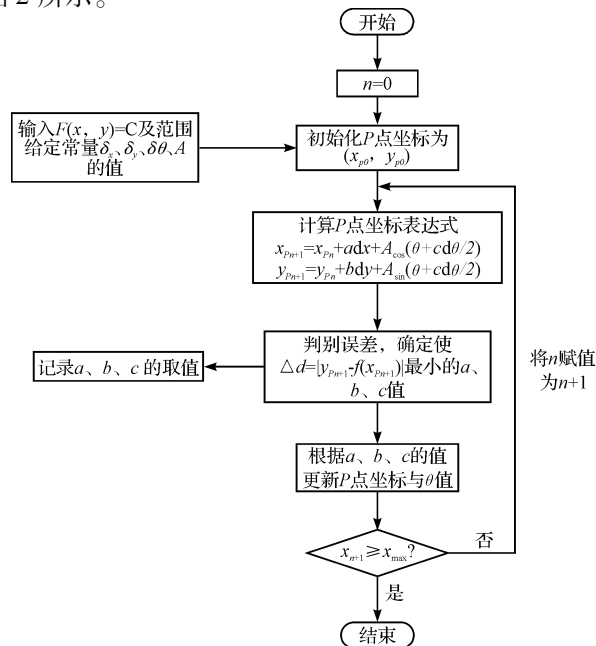 所示。
开始
n=0
输入F(x，y)=C及范围
给定常量δx、δy、δθ、A
的值
初始化P点坐标为
(xp0，yp0)
计算P点坐标表达式
xPn+1=xPn+adx+Acos(θ+cdθ/2)
yPn+1=yPn+bdy+Asin(θ+cdθ/2)
判别误差，确定使
△d=|yPn+1-f(xPn+1)|最小的a、
b、c值
记录a、b、c 的取值
将n赋值
为n+1
根据a、b、c的值
更新P点坐标与θ值
xn+1≥xmax?
否
是
结束